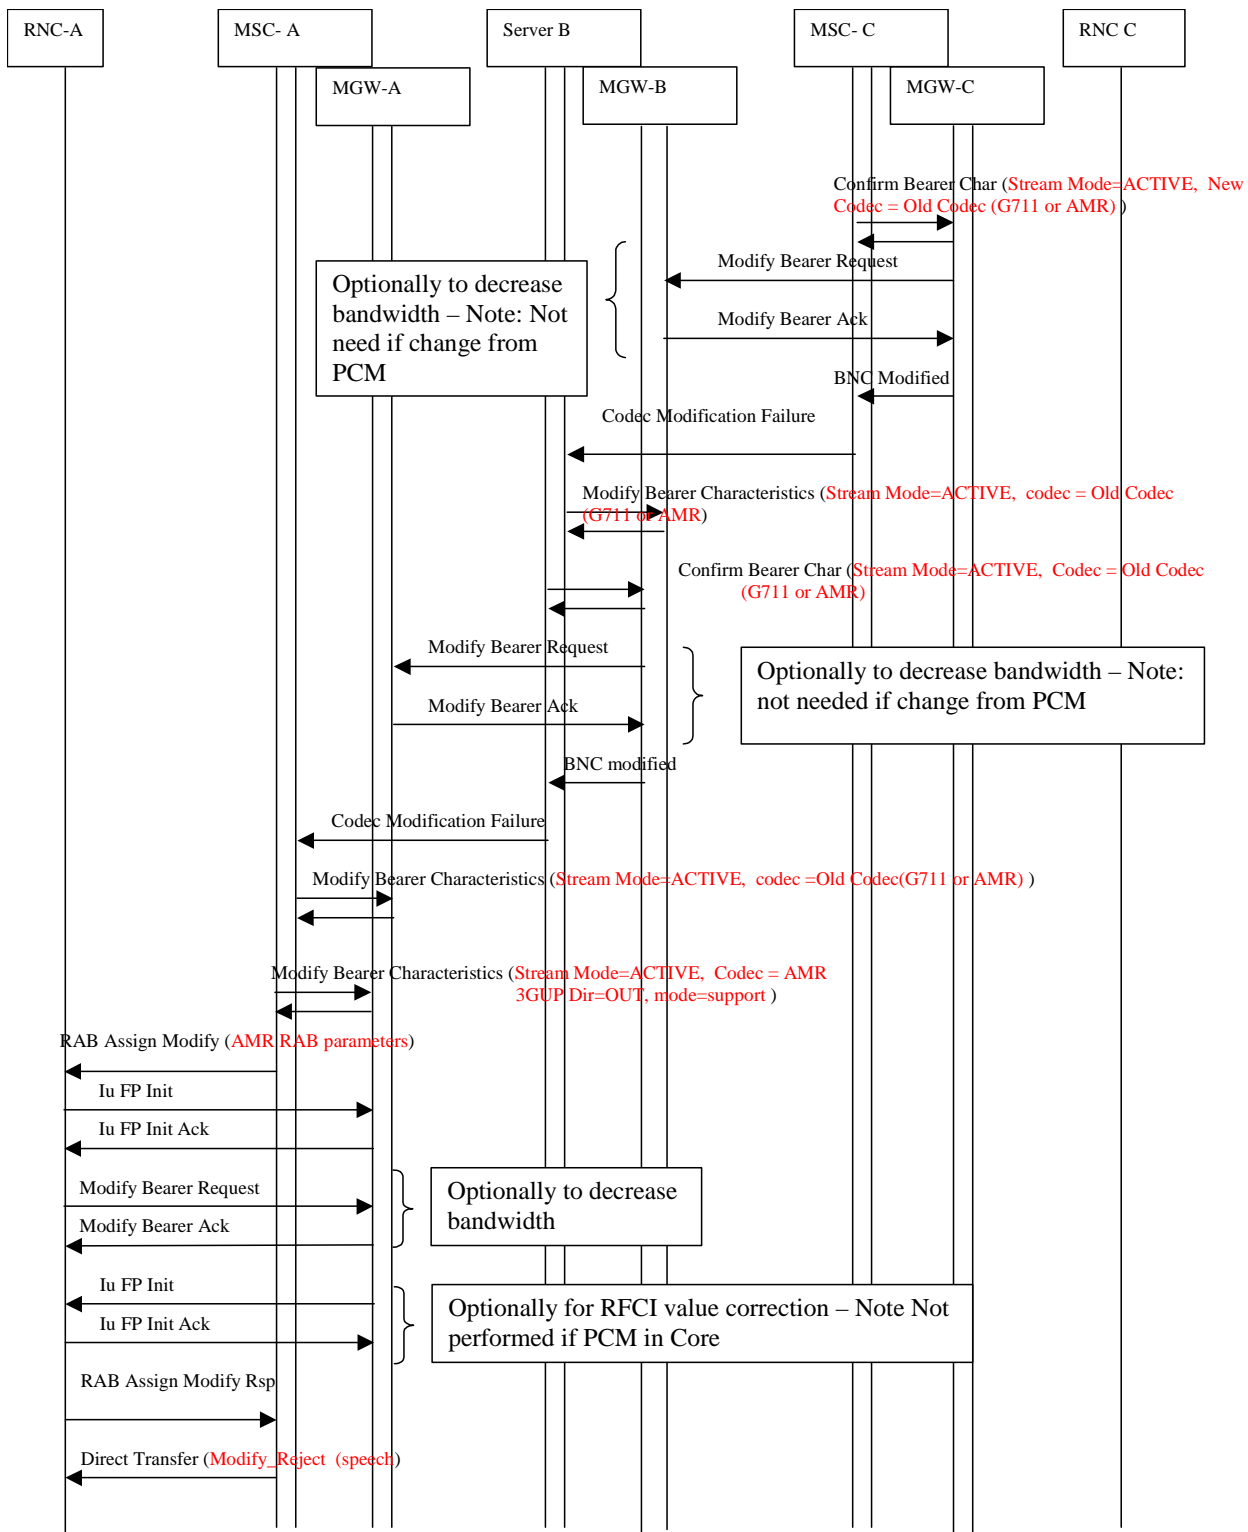 RNC-A
MSC- A
Server B
MSC- C
RNC C
MGW-A
MGW-B
MGW-C
Confirm Bearer Char (Stream Mode=ACTIVE,  New
Codec = Old Codec (G711 or AMR) )
Modify Bearer Request
Optionally to decrease
bandwidth – Note: Not
need if change from
PCM
Modify Bearer Ack
BNC Modified
Codec Modification Failure
Modify Bearer Characteristics (Stream Mode=ACTIVE,  codec = Old Codec
(G711 or AMR)
Confirm Bearer Char (Stream Mode=ACTIVE,  Codec = Old Codec
(G711 or AMR)
Modify Bearer Request
Optionally to decrease bandwidth – Note:
not needed if change from PCM
Modify Bearer Ack
BNC modified
Codec Modification Failure
Modify Bearer Characteristics (Stream Mode=ACTIVE,  codec =Old Codec(G711 or AMR) )
Modify Bearer Characteristics (Stream Mode=ACTIVE,  Codec = AMR
3GUP Dir=OUT, mode=support )
RAB Assign Modify (AMR RAB parameters)
Iu FP Init
Iu FP Init Ack
Modify Bearer Request
Optionally to decrease
bandwidth
Modify Bearer Ack
Iu FP Init
Optionally for RFCI value correction – Note Not
performed if PCM in Core
Iu FP Init Ack
RAB Assign Modify Rsp
Direct Transfer (Modify_Reject  (speech)